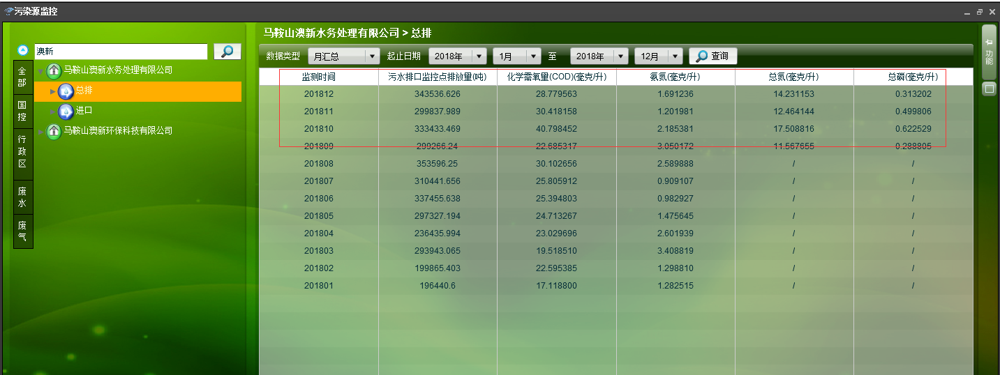 污染源监控
马鞍山澳新水务处理有限公司 > 总排
澳新
全部
国控
行政区
废水
废气
马鞍山澳新水务处理有限公司
总排
进口
马鞍山澳新环保科技有限公司
数据类型 月汇总 起止日期 2018年 1月 至 2018年 12月 查询
功能
监测时间 污水排口监控点排放量(吨) 化学需氧量(COD)(毫克/升) 氨氮(毫克/升) 总氮(毫克/升) 总磷(毫克/升)
201812 343536.626 28.779563 1.691236 14.231153 0.313202
201811 299837.989 30.418158 1.201981 12.464144 0.499806
201810 333433.469 40.798452 2.185381 17.508816 0.622529
201809 299266.24 22.685317 3.050172 11.567655 0.288805
201808 353596.25 30.102656 2.589888 / /
201807 310441.656 25.805912 0.909107 / /
201806 337455.638 25.394803 0.982927 / /
201805 297327.194 24.713267 1.475645 / /
201804 236435.994 23.029696 2.601939 / /
201803 293943.065 19.518510 3.408819 / /
201802 199865.403 22.595385 1.298810 / /
201801 196440.6 17.118800 1.282515 / /